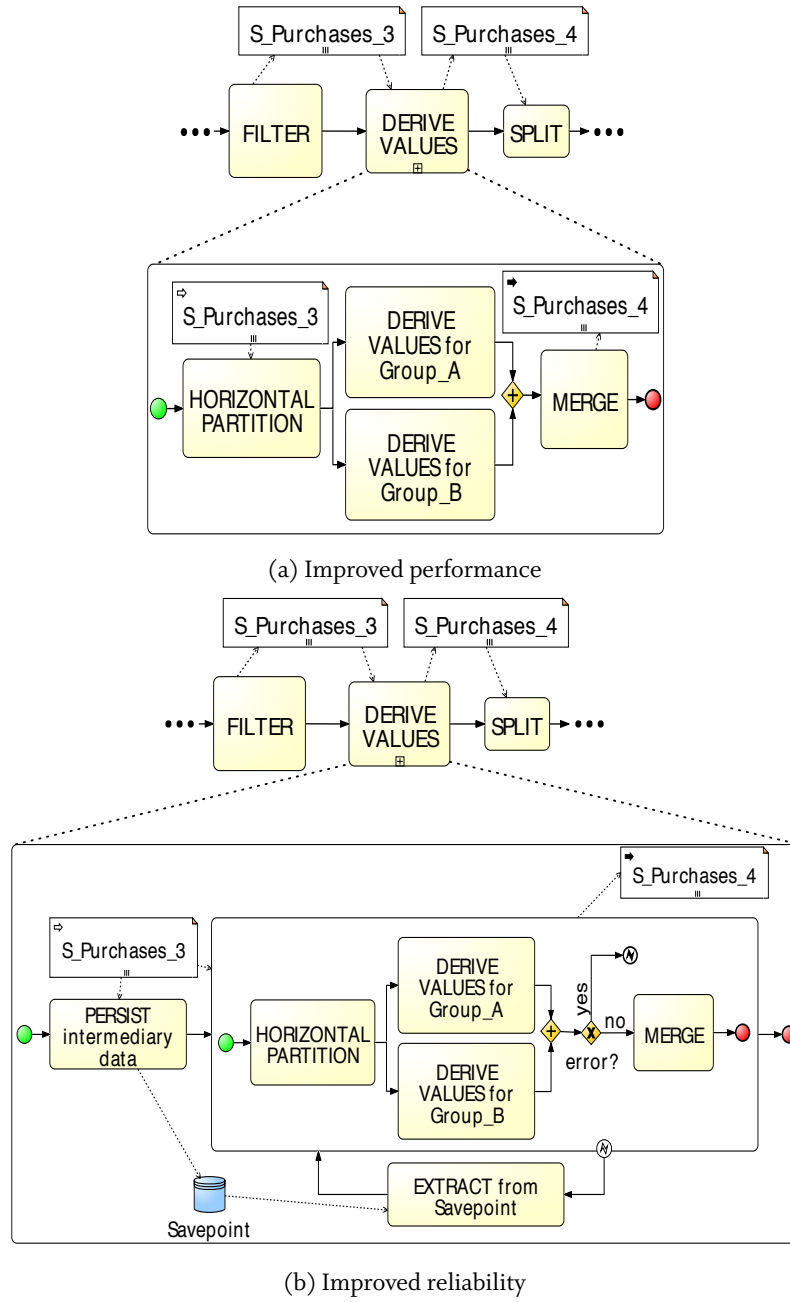 S_Purchases_3
S_Purchases_4
FILTER
DERIVE
VALUES
SPLIT
S_Purchases_3
S_Purchases_4
HORIZONTAL
PARTITION
DERIVE
VALUES for
Group_A
DERIVE
VALUES for
Group_B
MERGE
(a) Improved performance
S_Purchases_3
S_Purchases_4
FILTER
DERIVE
VALUES
SPLIT
S_Purchases_4
S_Purchases_3
PERSIST
intermediary
data
HORIZONTAL
PARTITION
DERIVE
VALUES for
Group_A
DERIVE
VALUES for
Group_B
yes
no
error?
MERGE
EXTRACT from
Savepoint
Savepoint
(b) Improved reliability